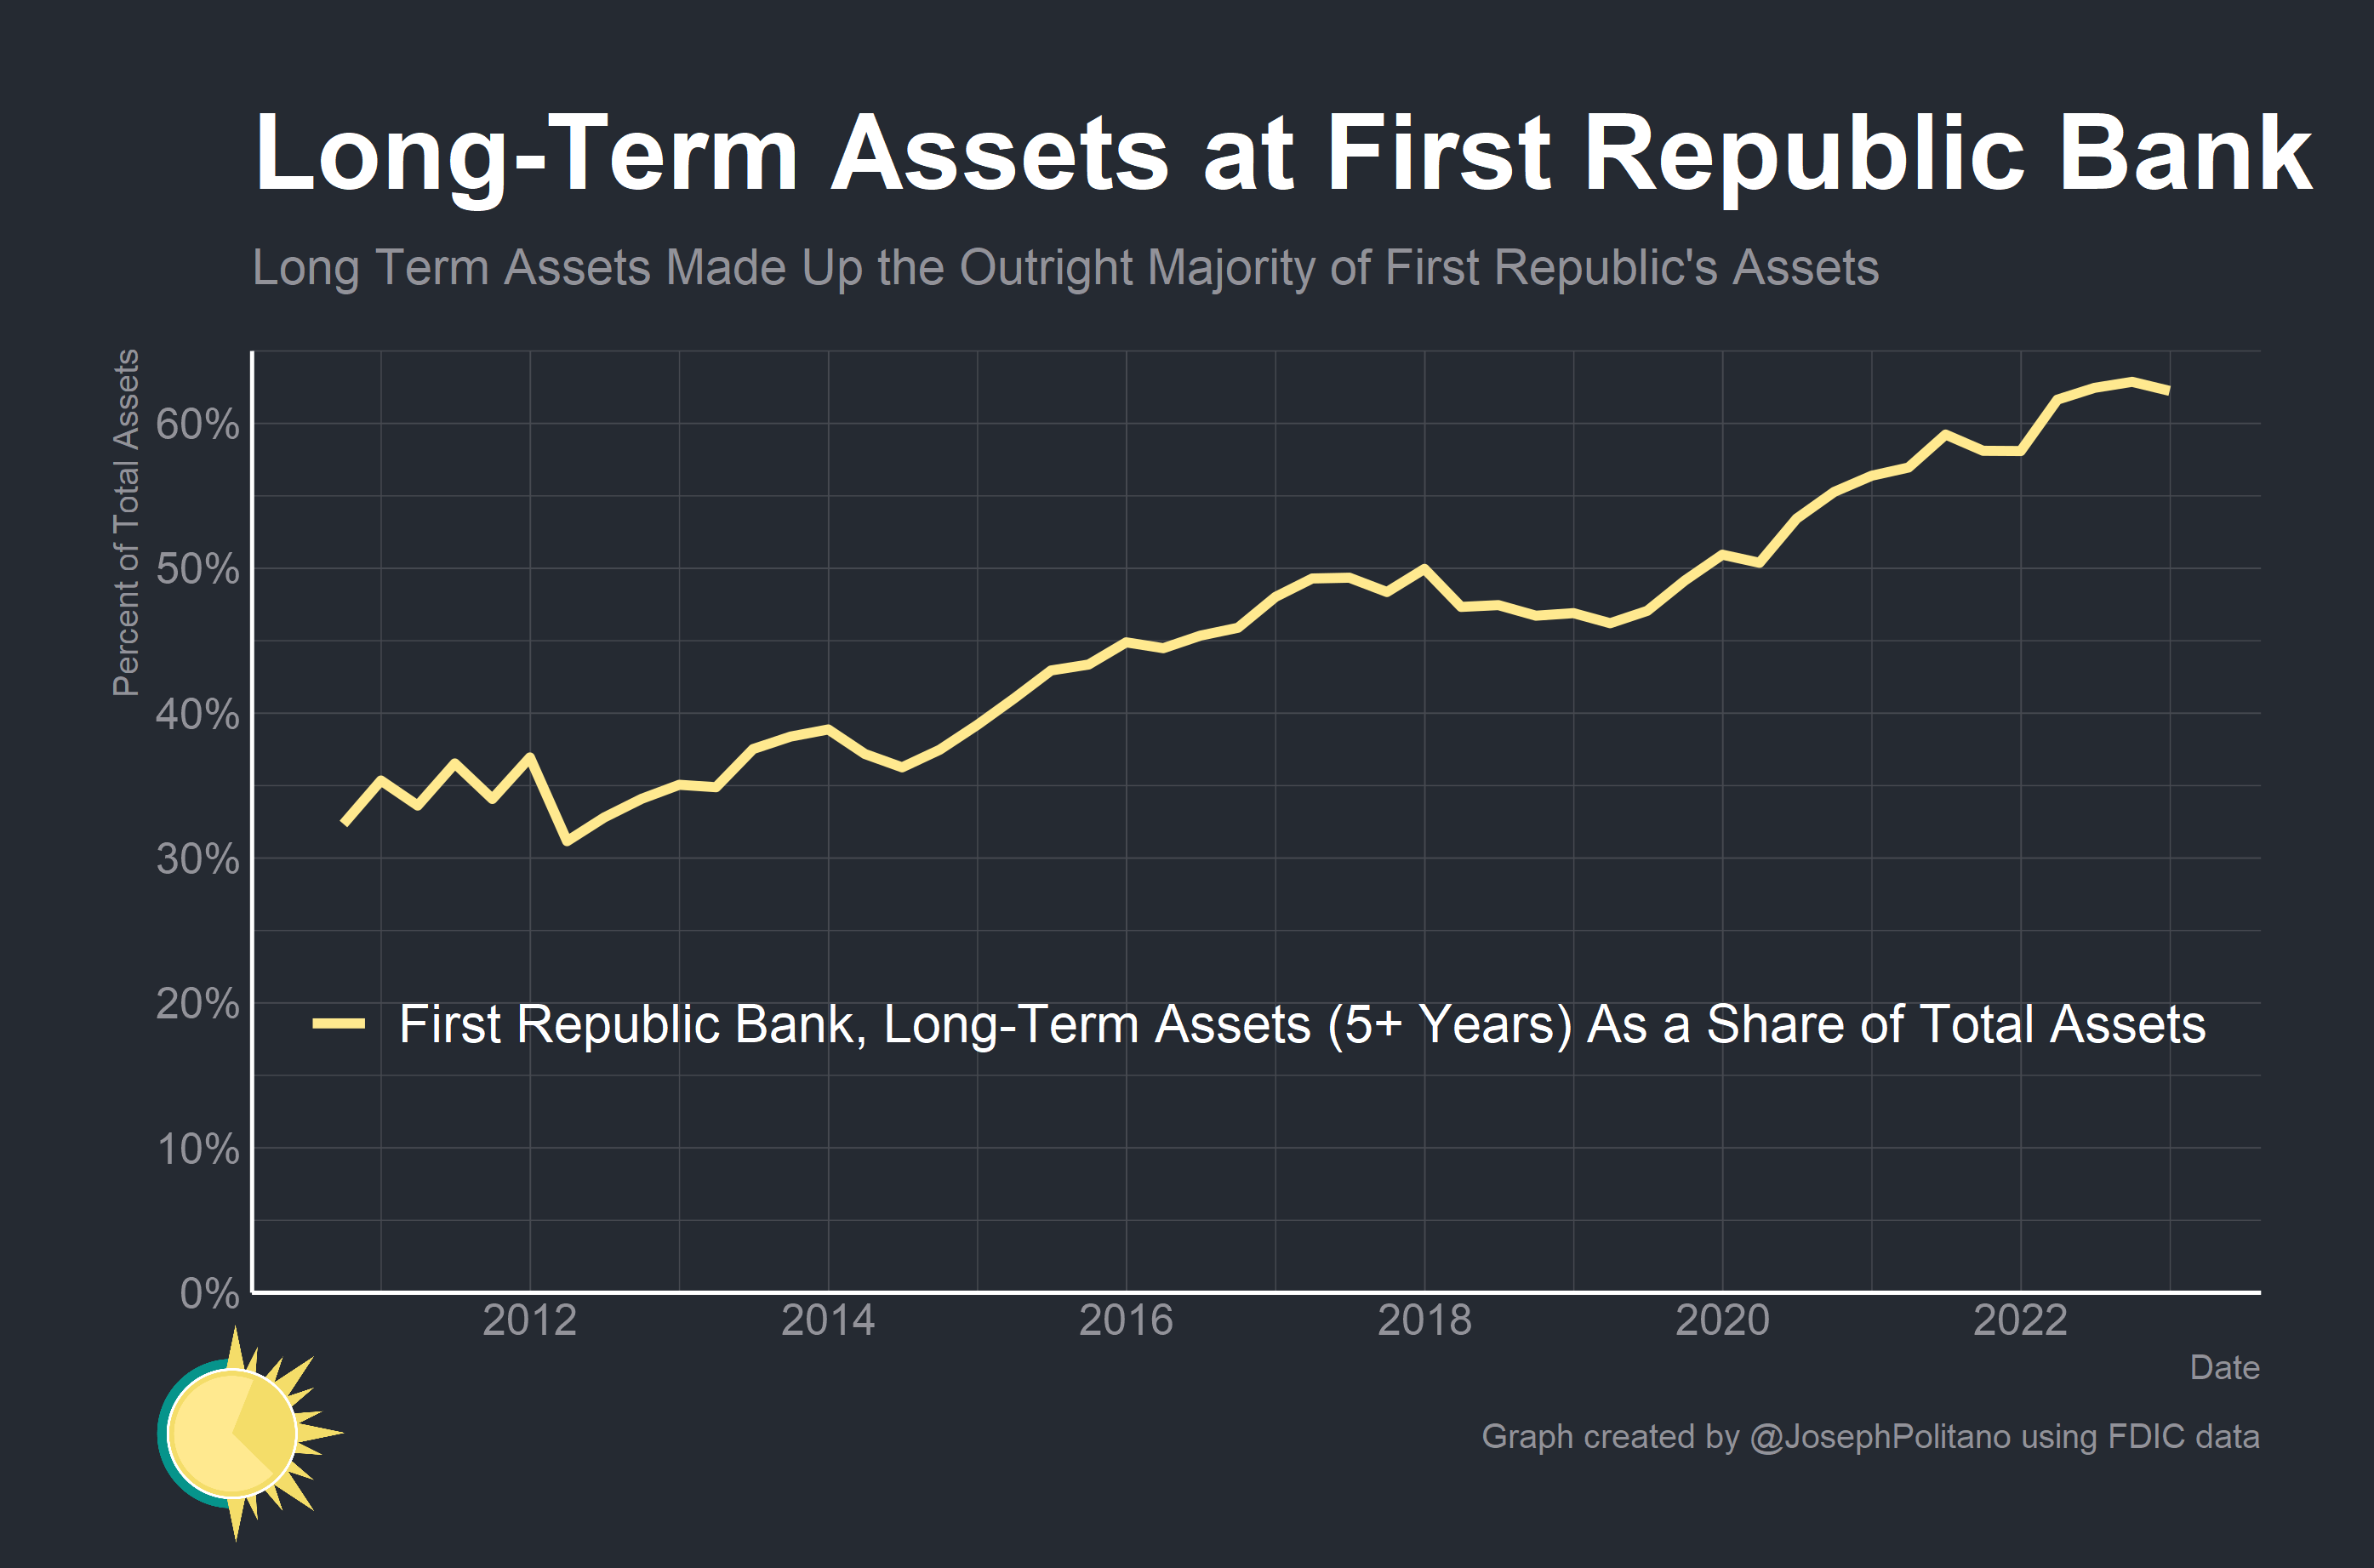 Long-Term Assets at First Republic Bank
Long Term Assets Made Up the Outright Majority of First Republic's Assets
Percent of Total Assets
60%
50%
40%
30%
20%
10%
0%
First Republic Bank, Long-Term Assets (5+ Years) As a Share of Total Assets
2012 2014 2016 2018 2020 2022
Date
Graph created by @JosephPolitano using FDIC data